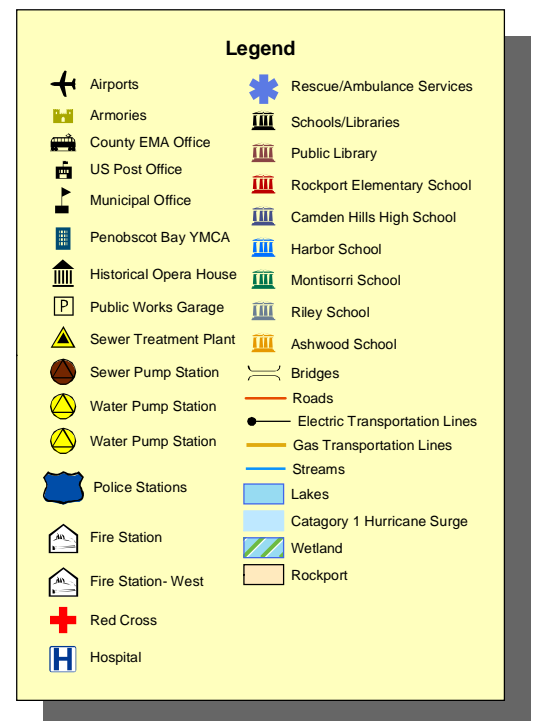 Legend
Airports
Armories
County EMA Office
US Post Office
Municipal Office
Penobscot Bay YMCA
Historical Opera House
P
Public Works Garage
Sewer Treatment Plant
Sewer Pump Station
Water Pump Station
Water Pump Station
Police Stations
Fire Station
Fire Station- West
Red Cross
H
Hospital
Rescue/Ambulance Services
Schools/Libraries
Public Library
Rockport Elementary School
Camden Hills High School
Harbor School
Montisorri School
Riley School
Ashwood School
Bridges
Roads
Electric Transportation Lines
Gas Transportation Lines
Streams
Lakes
Catagory 1 Hurricane Surge
Wetland
Rockport